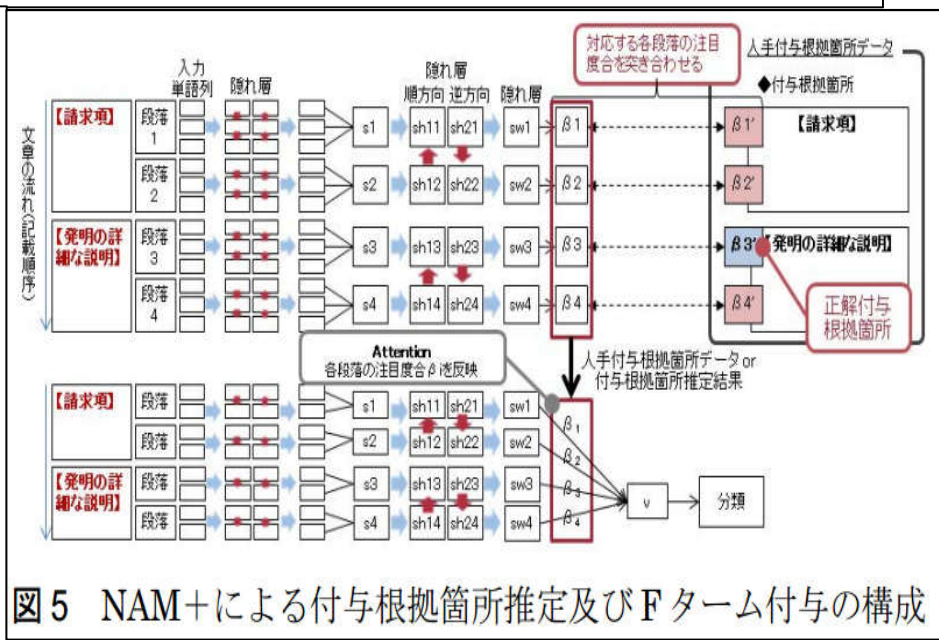 対応する各段落の注目
度合を突き合わせる
人手付与根拠箇所データ
◆付与根拠箇所
入力
単語列
隠れ層
隠れ層
順方向 逆方向
隠れ層
文章の流れ(記載順序)
【請求項】
段落
1
s1
sh11
sh21
sw1
β1
β1'
【請求項】
段落
2
s2
sh12
sh22
sw2
β2
β2'
【発明の詳
細な説明】
段落
3
s3
sh13
sh23
sw3
β3
β3'
【発明の詳細な説明】
段落
4
s4
sh14
sh24
sw4
β4
β4'
正解付与
根拠箇所
Attention
各段落の注目度合βを反映
人手付与根拠箇所データor
付与根拠箇所推定結果
【請求項】
段落
s1
sh11
sh21
sw1
β1
段落
s2
sh12
sh22
sw2
β2
【発明の詳
細な説明】
段落
s3
sh13
sh23
sw3
β3
段落
s4
sh14
sh24
sw4
β4
v
分類
図5 NAM+による付与根拠箇所推定及びFターム付与の構成